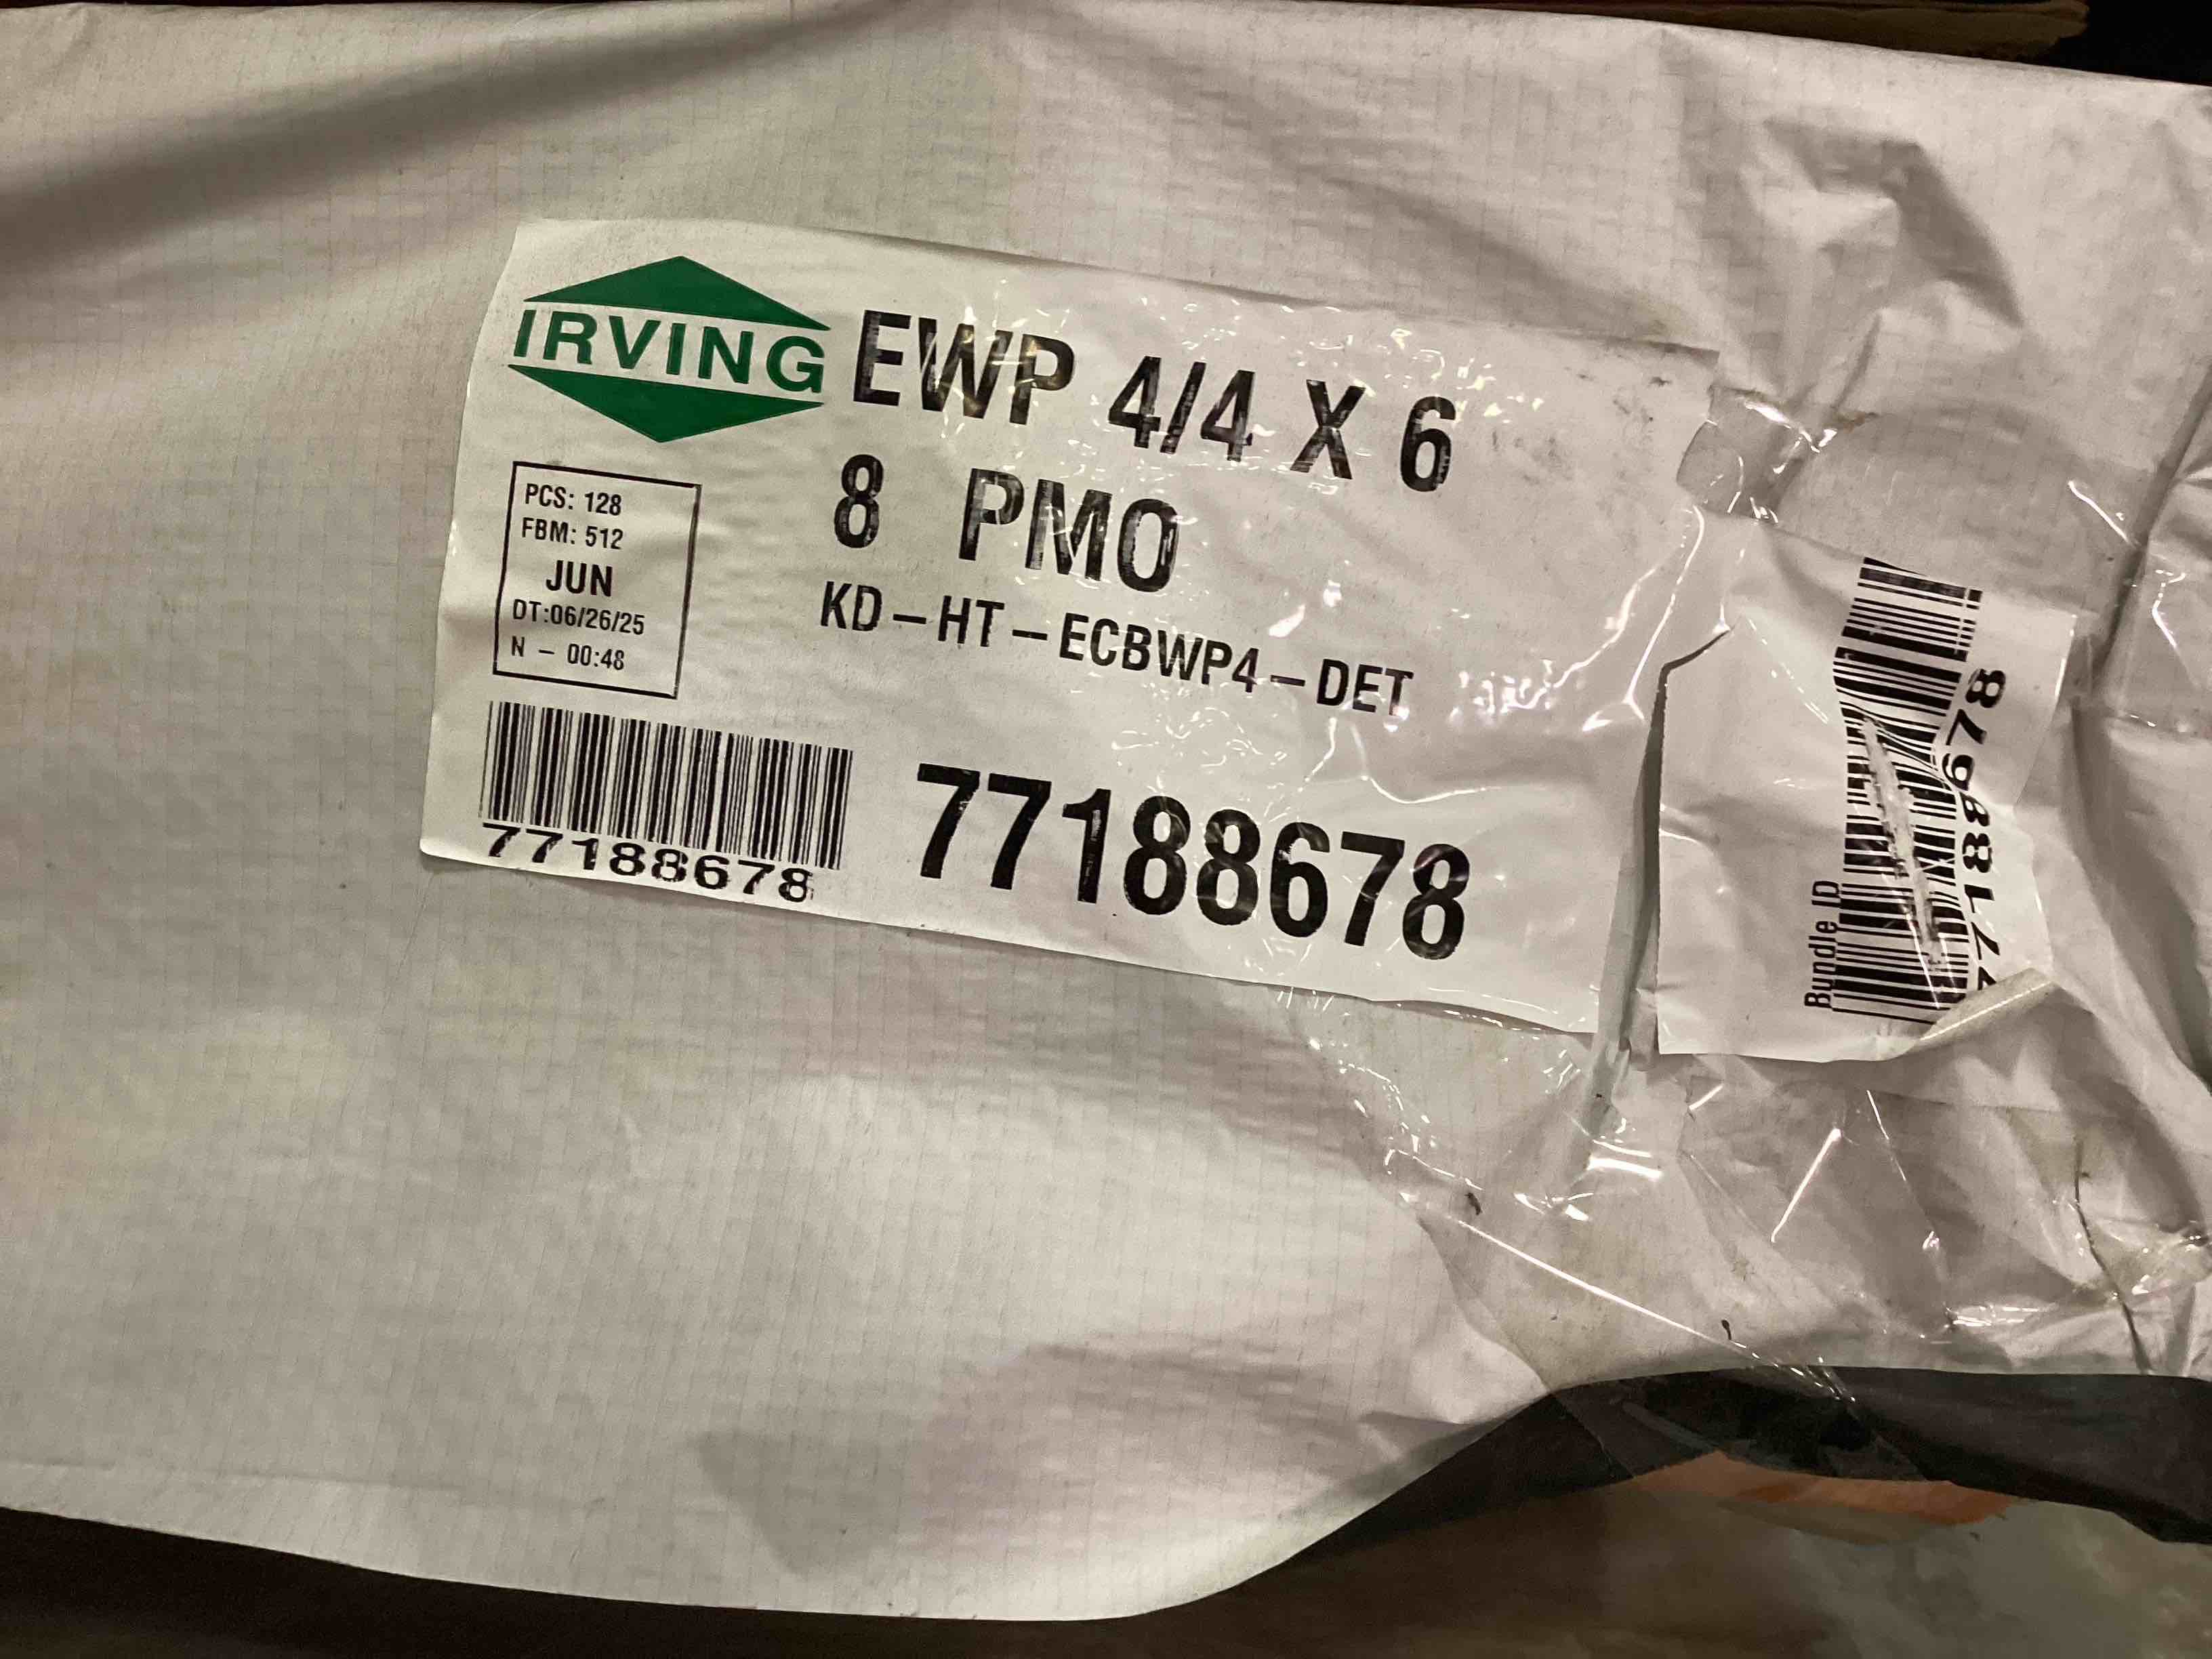 IRVING
EWP 4/4 X 6
8 PMO
KD-HT-ECBWP4-DET
PCS: 128
FBM: 512
JUN
DT:06/26/25
N - 00:48
77188678
77188678
Bundle ID
77188678